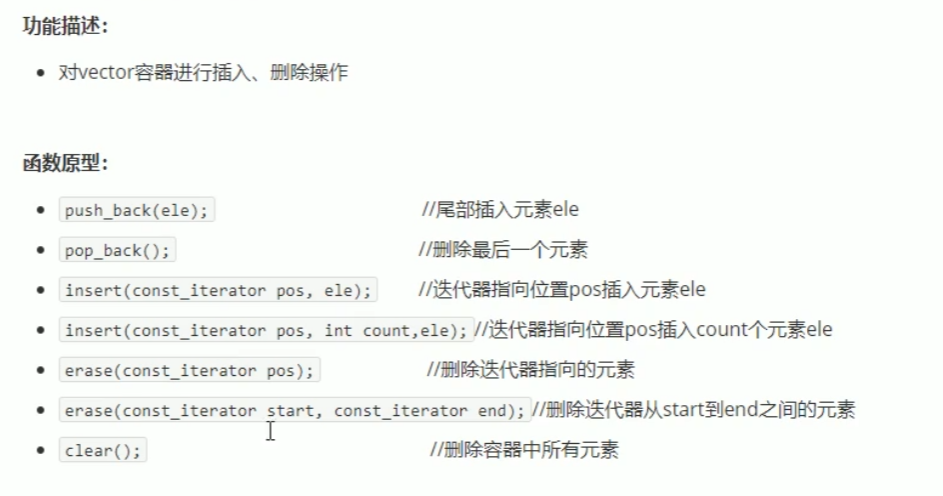 功能描述：
对vector容器进行插入、删除操作
函数原型：
push_back(ele); //尾部插入元素ele
pop_back(); //删除最后一个元素
insert(const_iterator pos, ele); //迭代器指向位置pos插入元素ele
insert(const_iterator pos, int count,ele); //迭代器指向位置pos插入count个元素ele
erase(const_iterator pos); //删除迭代器指向的元素
erase(const_iterator start, const_iterator end); //删除迭代器从start到end之间的元素
clear(); //删除容器中所有元素